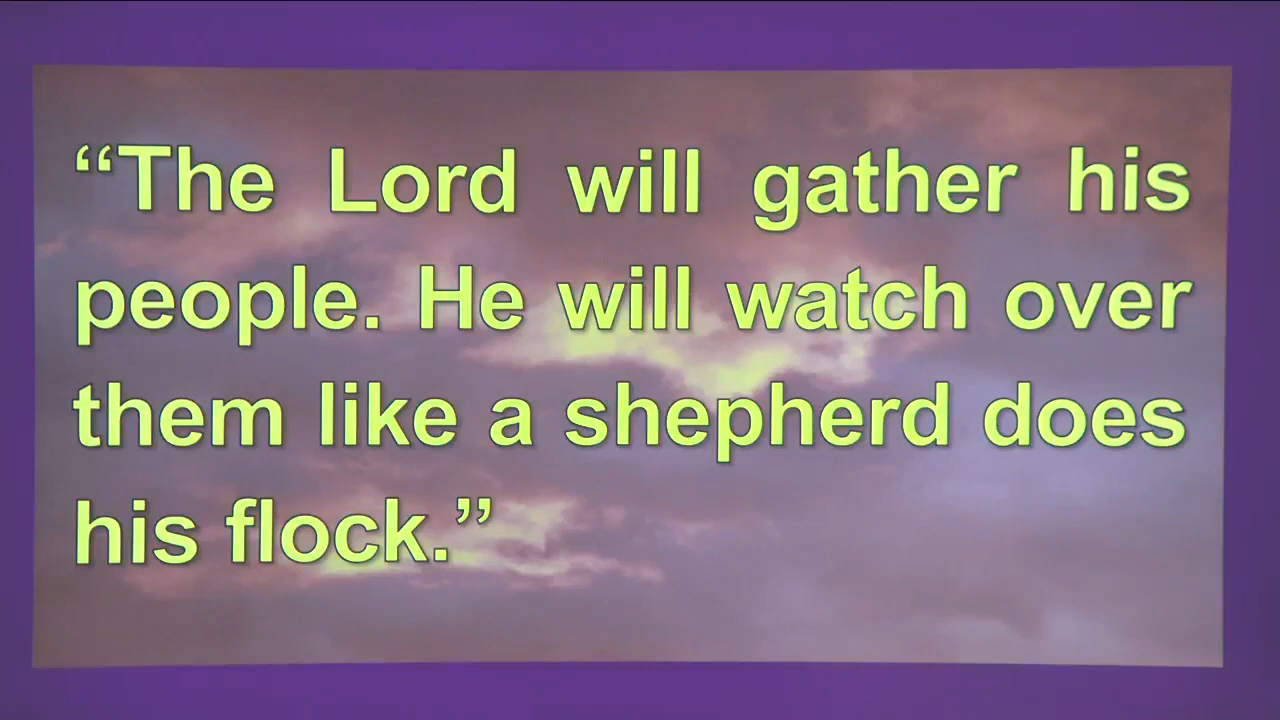 “The Lord will gather his
people. He will watch over
them like a shepherd does
his flock.”